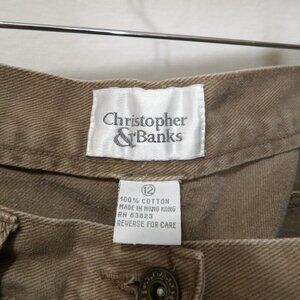 Christopher
& Banks
12
100% COTTON
MADE IN HONG KONG
RN 63823
REVERSE FOR CARE